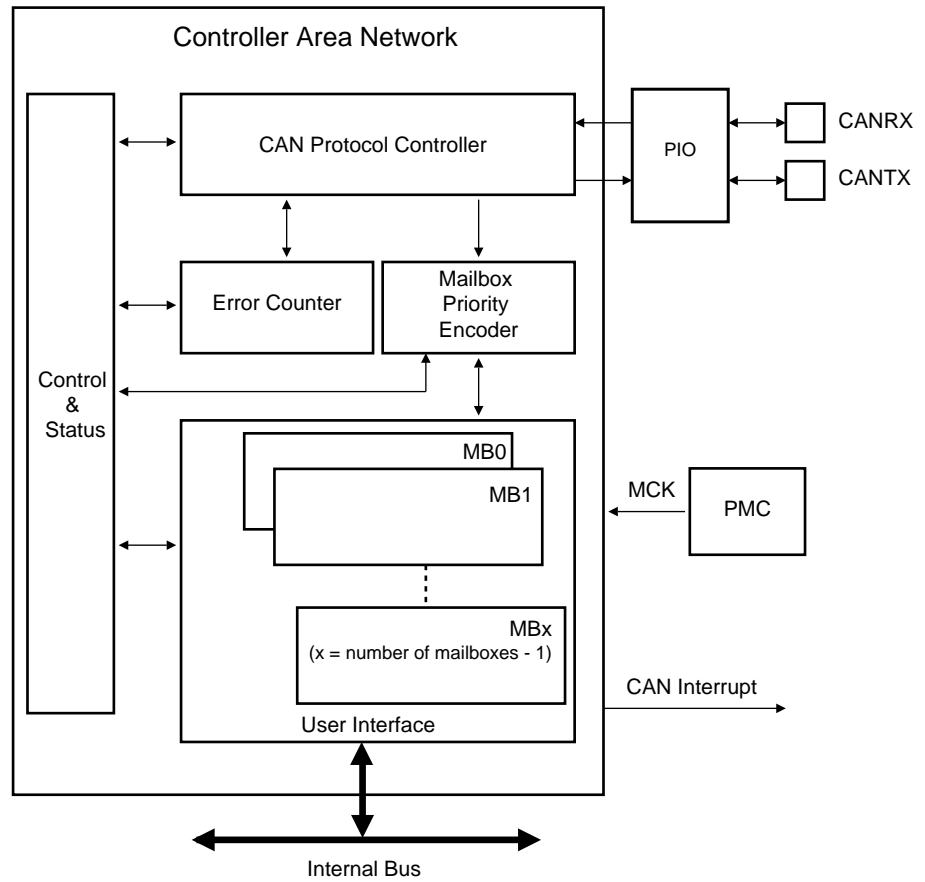 Controller Area Network
CAN Protocol Controller
PIO
CANRX
CANTX
Error Counter
Mailbox
Priority
Encoder
Control
&
Status
MB0
MB1
MCK
PMC
MBx
(x = number of mailboxes - 1)
CAN Interrupt
User Interface
Internal Bus